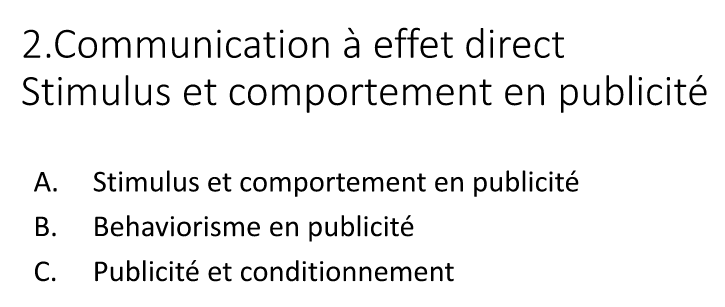 2.Communication à effet direct
Stimulus et comportement en publicité
A. Stimulus et comportement en publicité
B. Behaviorisme en publicité
C. Publicité et conditionnement